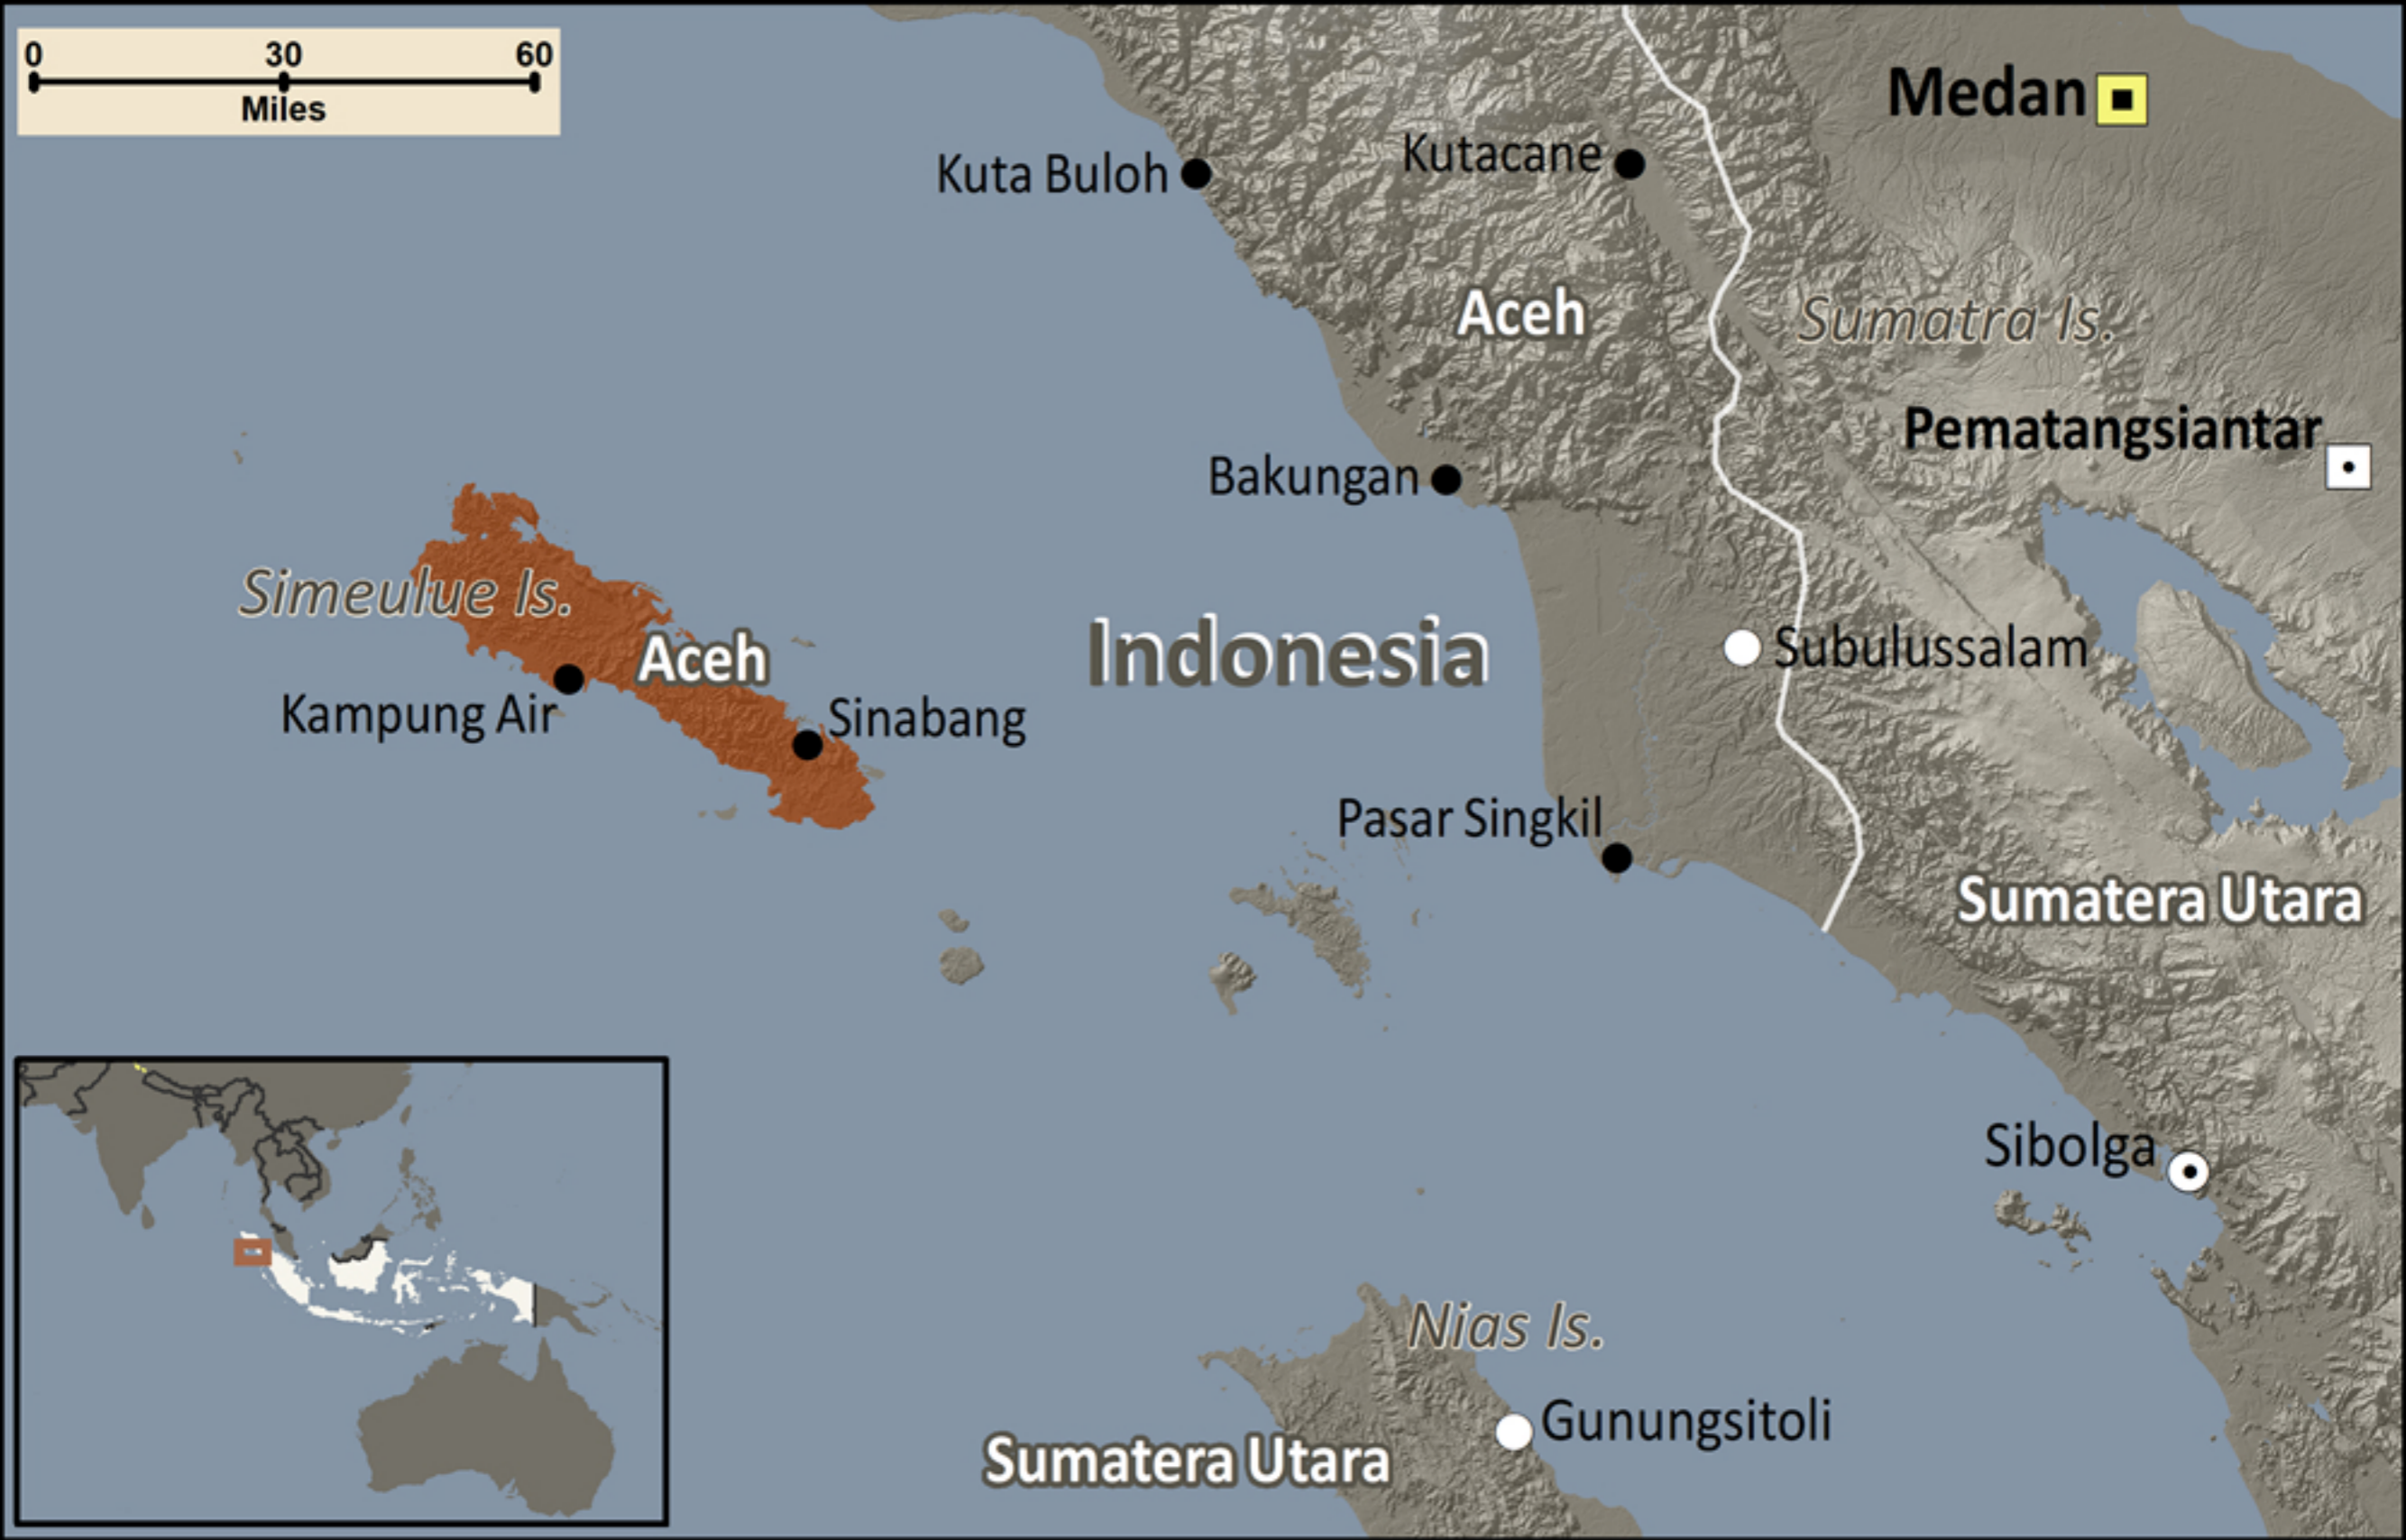 0 30 60
Miles
Medan
Kutacane
Kuta Buloh
Aceh
Sumatra Is.
Pematangsiantar
Bakungan
Simeulue Is.
Aceh
Indonesia
Subulussalam
Kampung Air
Sinabang
Pasar Singkil
Sumatera Utara
Sibolga
Nias Is.
Gunungsitoli
Sumatera Utara